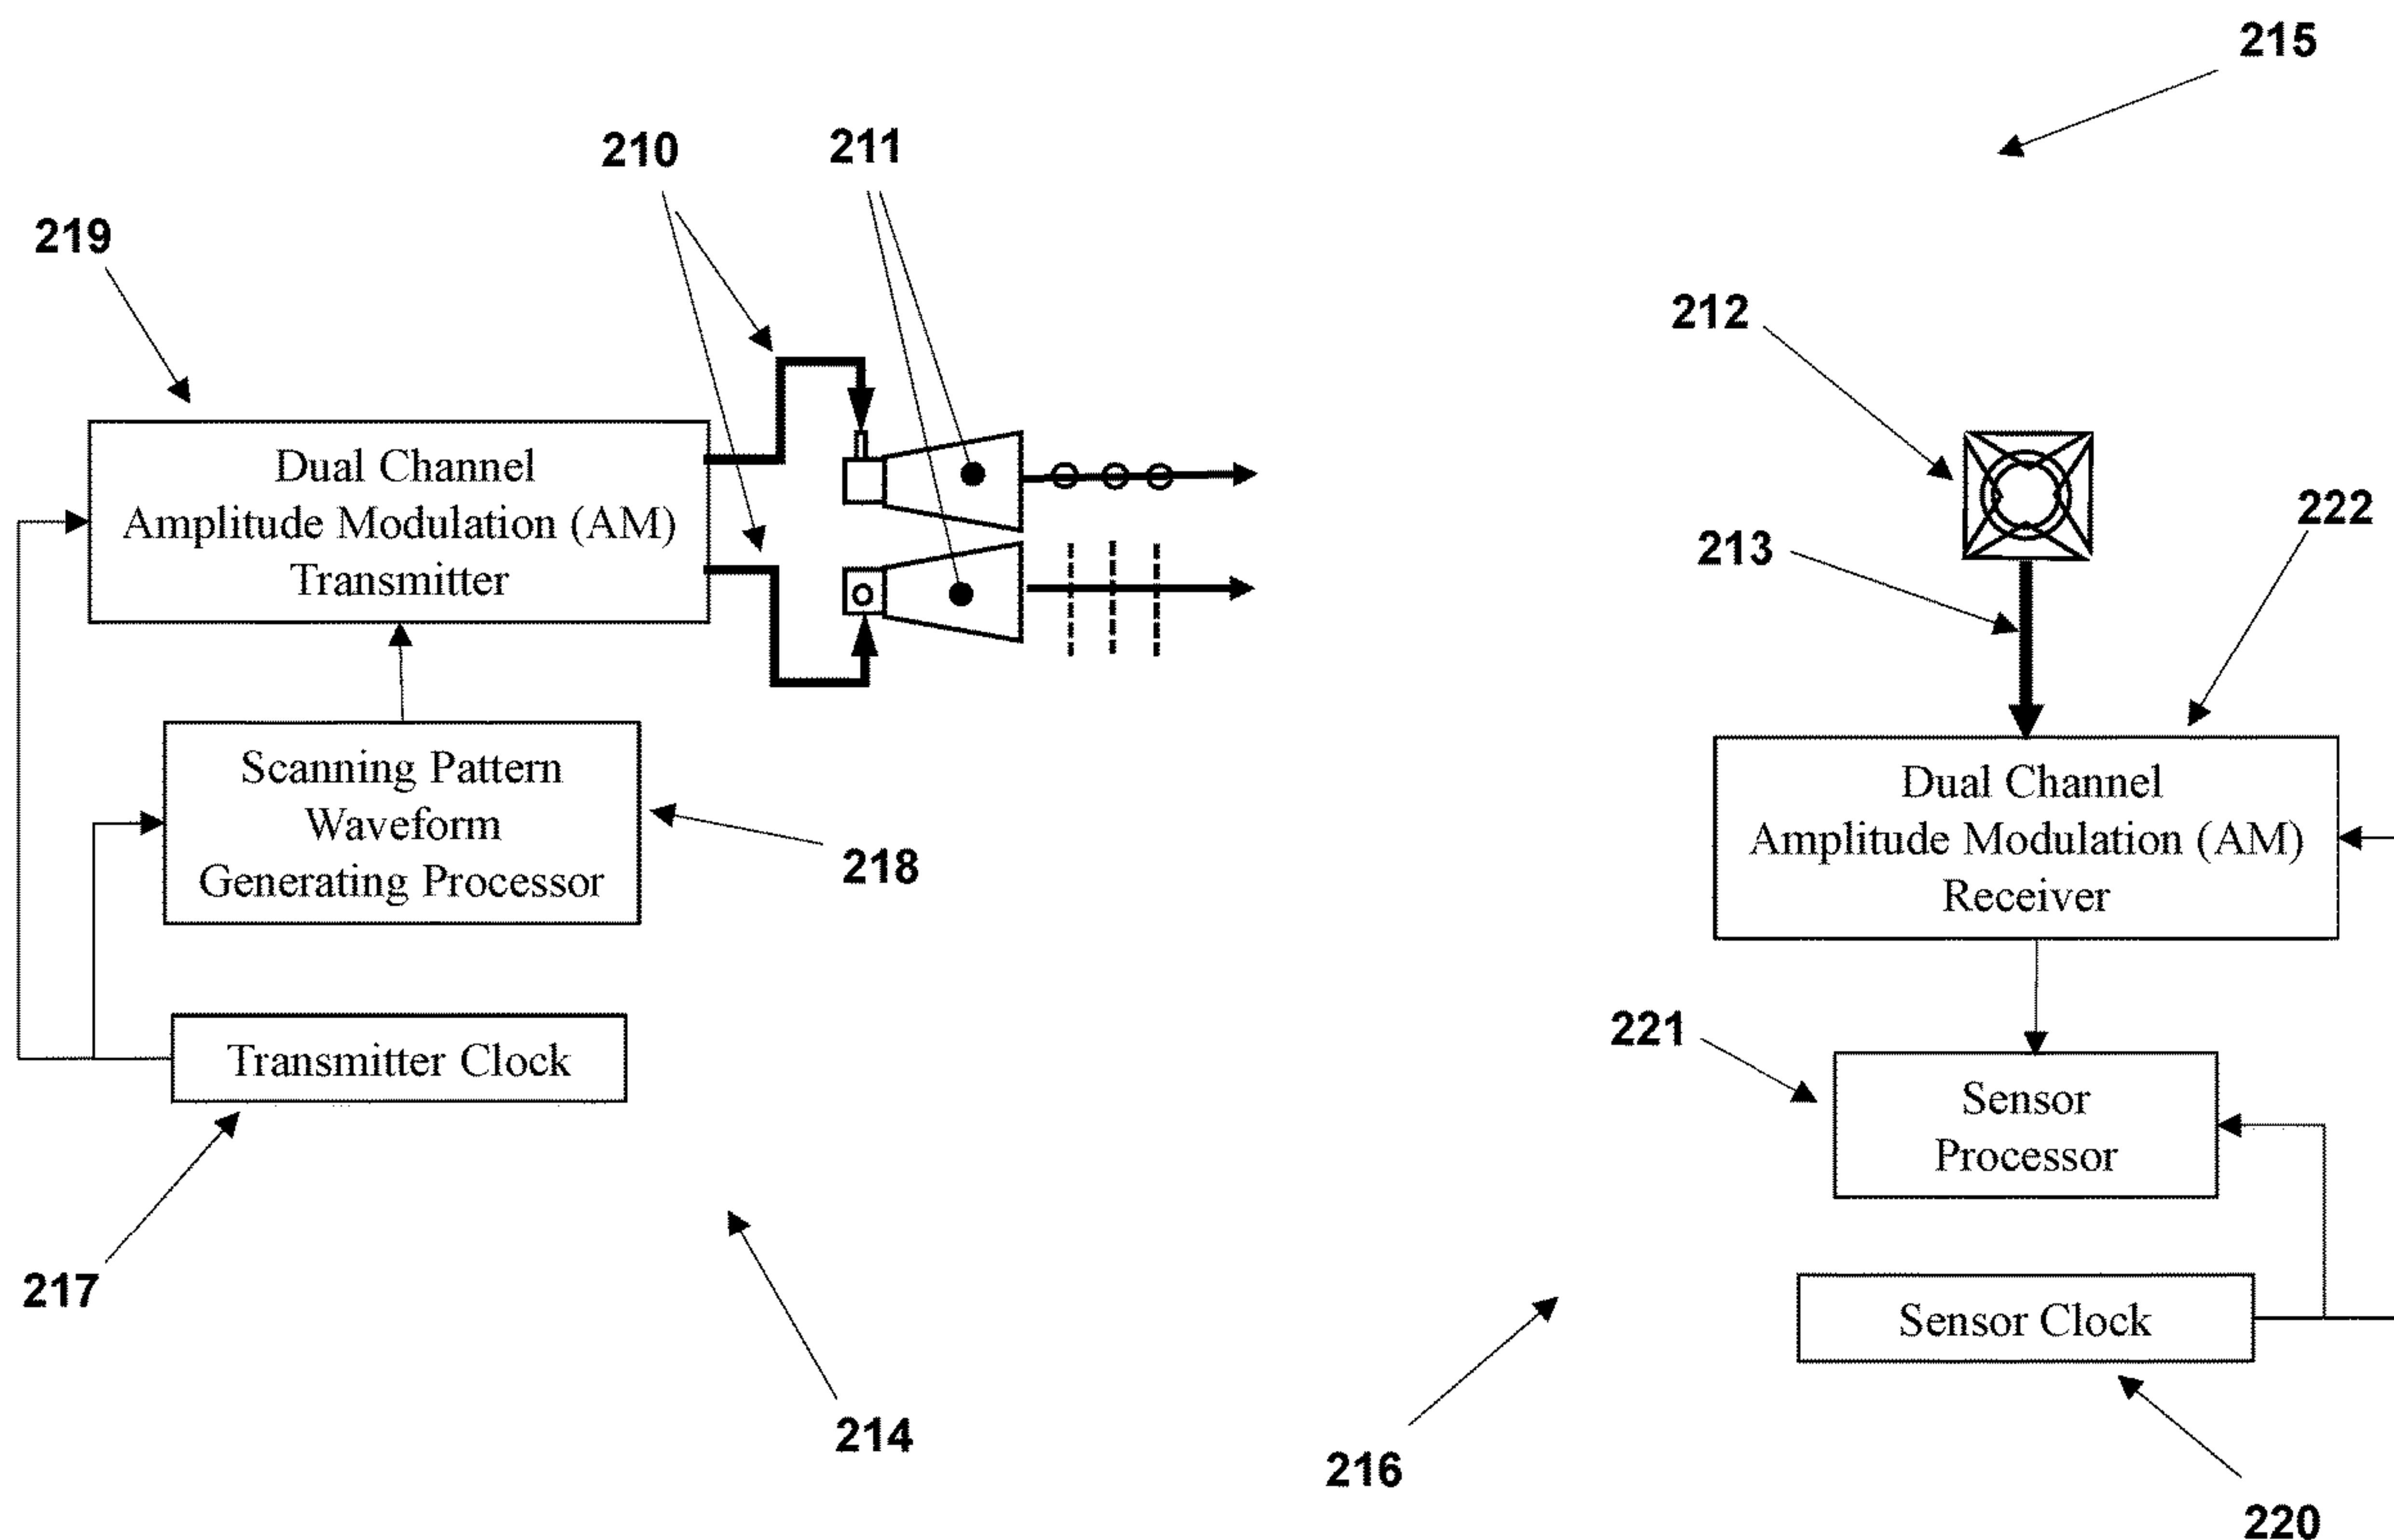 215
210
211
219
212
222
213
Dual Channel
Amplitude Modulation (AM)
Transmitter
Scanning Pattern
Waveform
Generating Processor
218
Dual Channel
Amplitude Modulation (AM)
Receiver
221
Transmitter Clock
Sensor
Processor
217
Sensor Clock
214
216
220